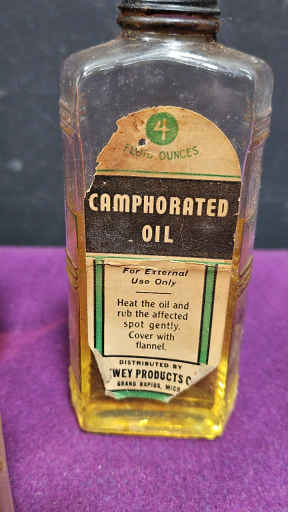 4
FLUID OUNCES
CAMPHORATED
OIL
For External
Use Only
Heat the oil and
rub the affected
spot gently.
Cover with
flannel.
DISTRIBUTED BY
WEY PRODUCTS C
GRAND RAPIDS, MICH